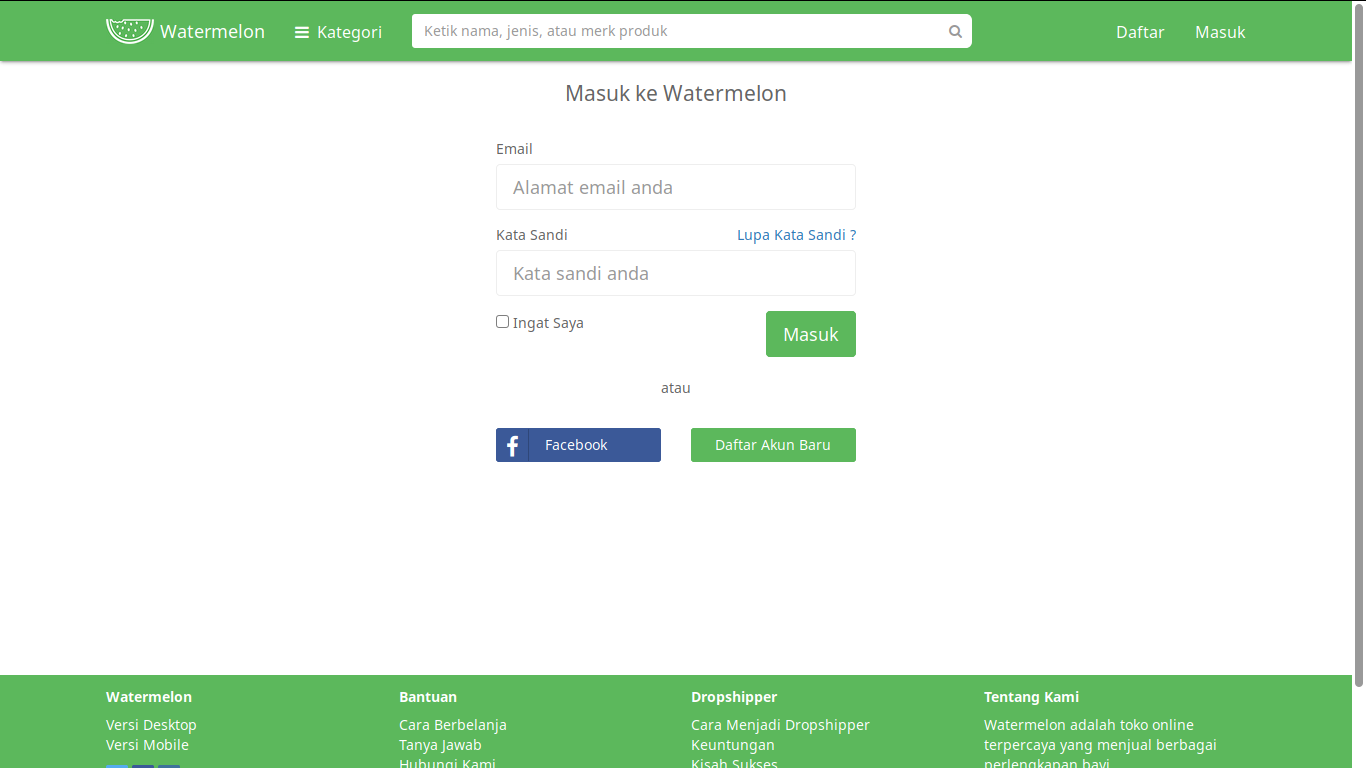 Watermelon
Kategori
Ketik nama, jenis, atau merk produk
Daftar
Masuk
Masuk ke Watermelon
Email
Alamat email anda
Kata Sandi
Lupa Kata Sandi ?
Kata sandi anda
Ingat Saya
Masuk
atau
Facebook
Daftar Akun Baru
Watermelon
Versi Desktop
Versi Mobile
Bantuan
Cara Berbelanja
Tanya Jawab
Hubungi Kami
Dropshipper
Cara Menjadi Dropshipper
Keuntungan
Kisah Sukses
Tentang Kami
Watermelon adalah toko online
terpercaya yang menjual berbagai
perlengkapan bayi